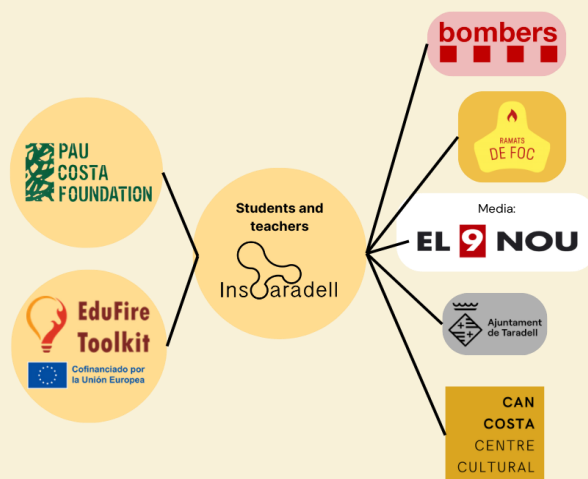 PAU
COSTA
FOUNDATION
EduFire
Toolkit
Cofinanciado por
la Unión Europea
Students and
teachers
InsTaradell
bombers
RAMATS
DE FOC
Media:
EL 9 NOU
Ajuntament
de Taradell
CAN
COSTA
CENTRE
CULTURAL